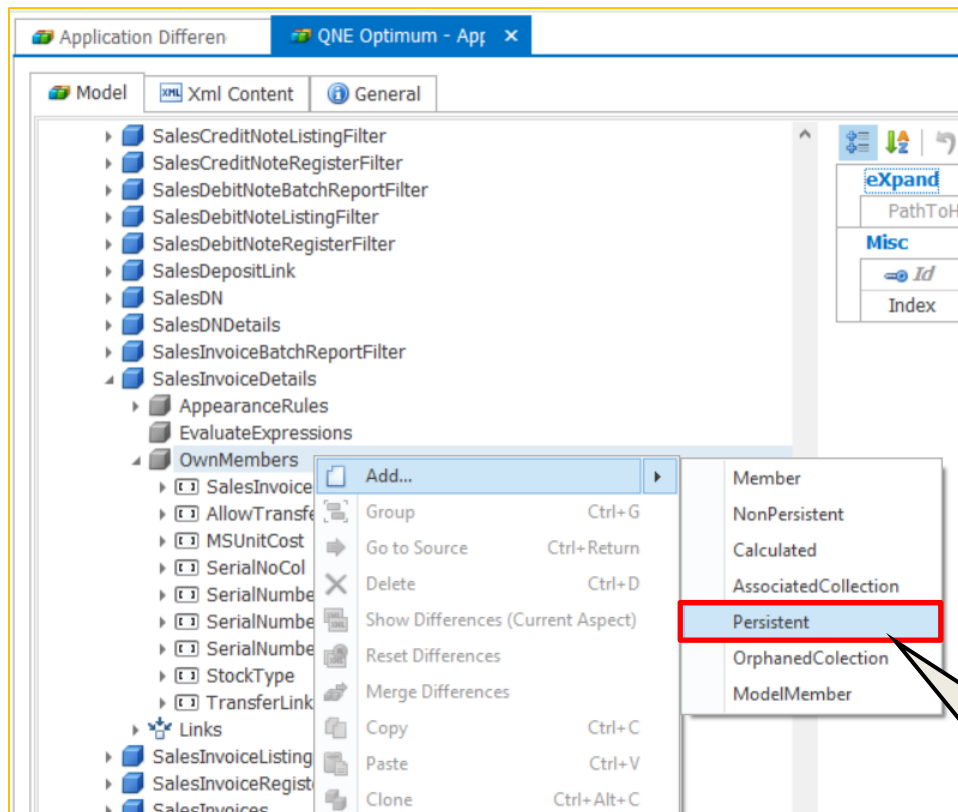 Application Differen
QNE Optimum - App
Model
XML Xml Content
General
SalesCreditNoteListingFilter
SalesCreditNoteRegisterFilter
SalesDebitNoteBatchReportFilter
SalesDebitNoteListingFilter
SalesDebitNoteRegisterFilter
SalesDepositLink
SalesDN
SalesDNDetails
SalesInvoiceBatchReportFilter
SalesInvoiceDetails
AppearanceRules
EvaluateExpressions
OwnMembers
SalesInvoice
AllowTransfe
MSUnitCost
SerialNoCol
SerialNumbe
SerialNumbe
SerialNumbe
StockType
TransferLink
Links
SalesInvoiceListing
SalesInvoiceRegist
SalesInvoices
Add...
Group Ctrl+G
Go to Source Ctrl+Return
Delete Ctrl+D
Show Differences (Current Aspect)
Reset Differences
Merge Differences
Copy Ctrl+C
Paste Ctrl+V
Clone Ctrl+Alt+C
Member
NonPersistent
Calculated
AssociatedCollection
Persistent
OrphanedColection
ModelMember
A
Z
eXpand
PathToH
Misc
Id
Index